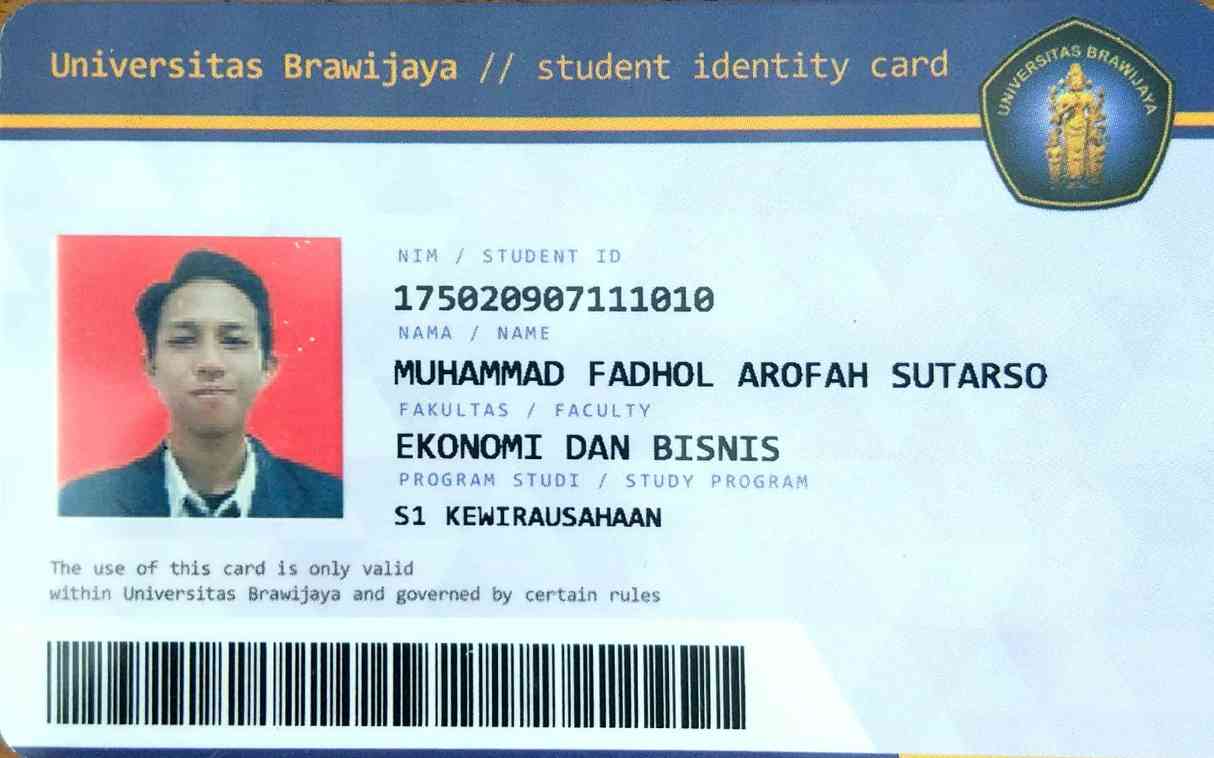 Universitas Brawijaya // student identity card
UNIVERSITAS BRAWIJAYA
NIM / STUDENT ID
175020907111010
NAMA / NAME
MUHAMMAD FADHOL AROFAH SUTARSO
FAKULTAS / FACULTY
EKONOMI DAN BISNIS
PROGRAM STUDI / STUDY PROGRAM
S1 KEWIRAUSAHAAN
The use of this card is only valid
within Universitas Brawijaya and governed by certain rules